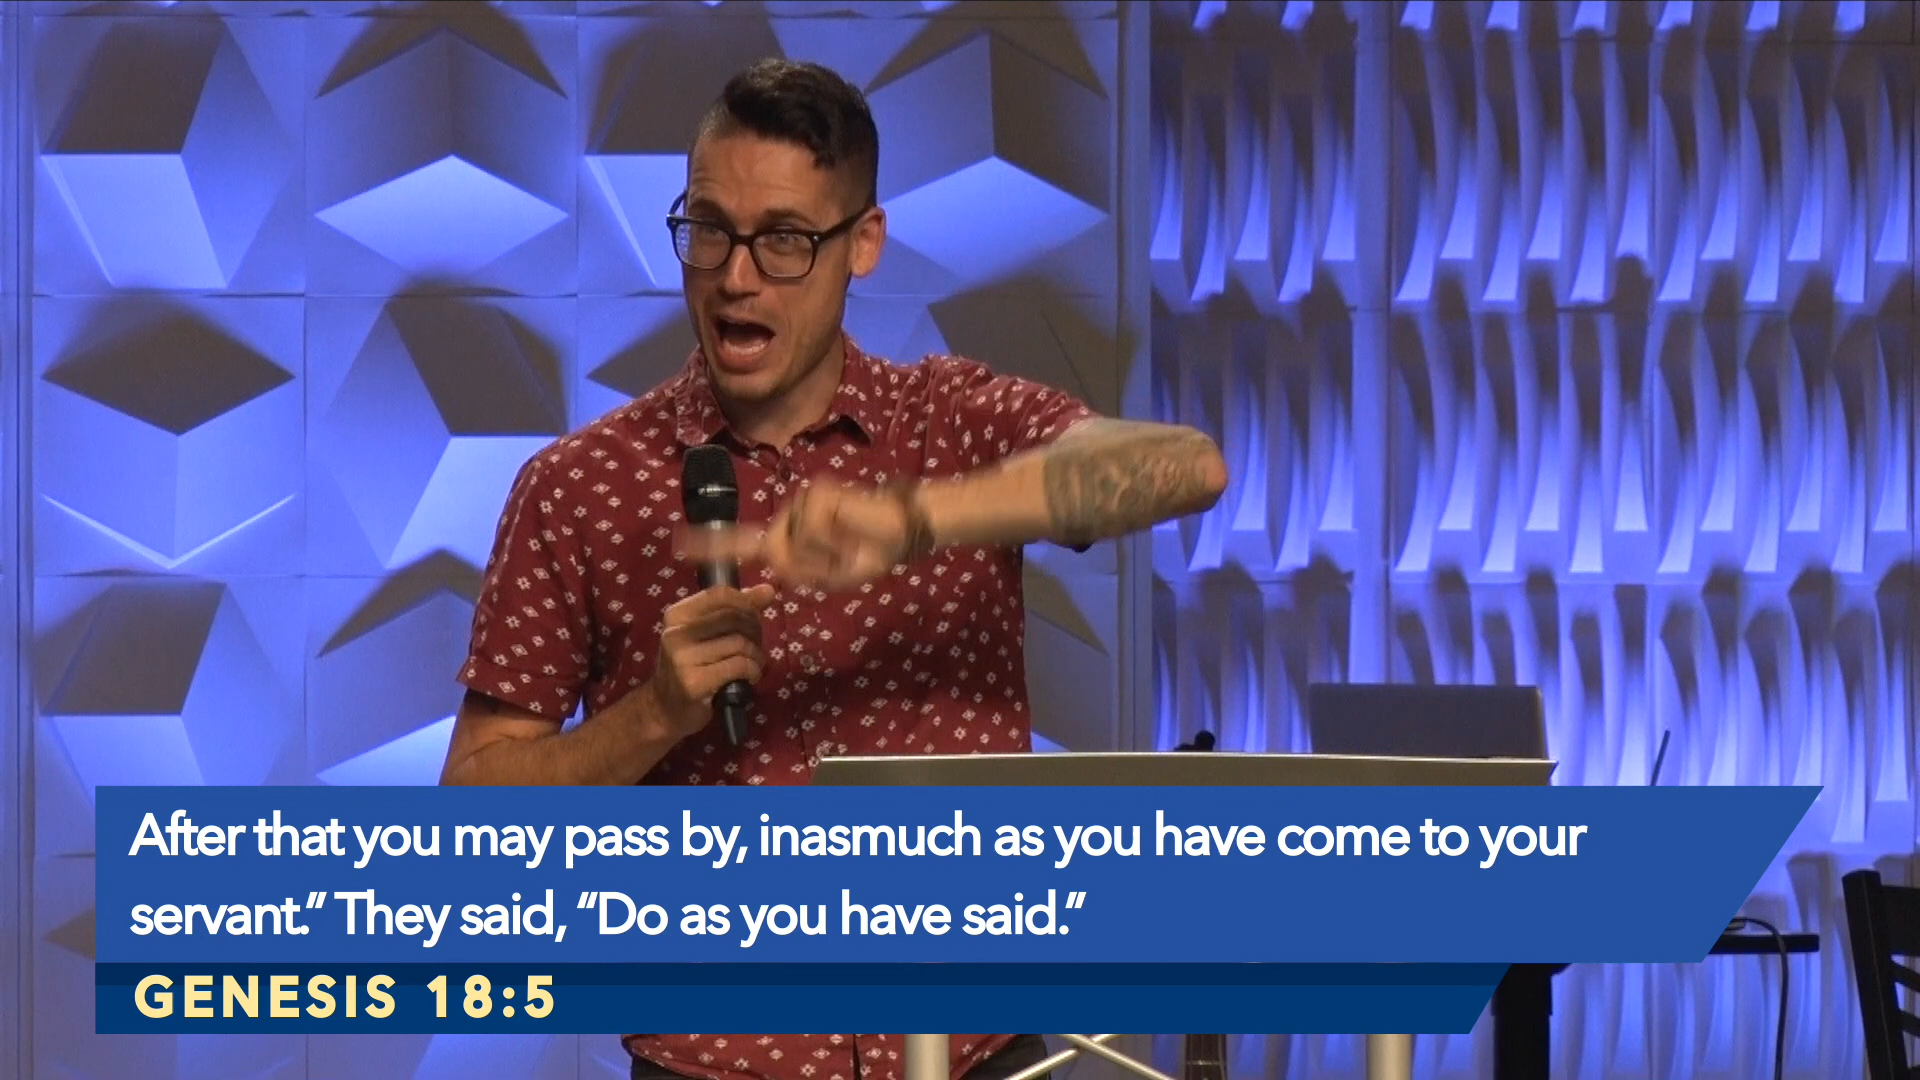 After that you may pass by, inasmuch as you have come to your
servant.” They said, “Do as you have said.”
GENESIS 18:5